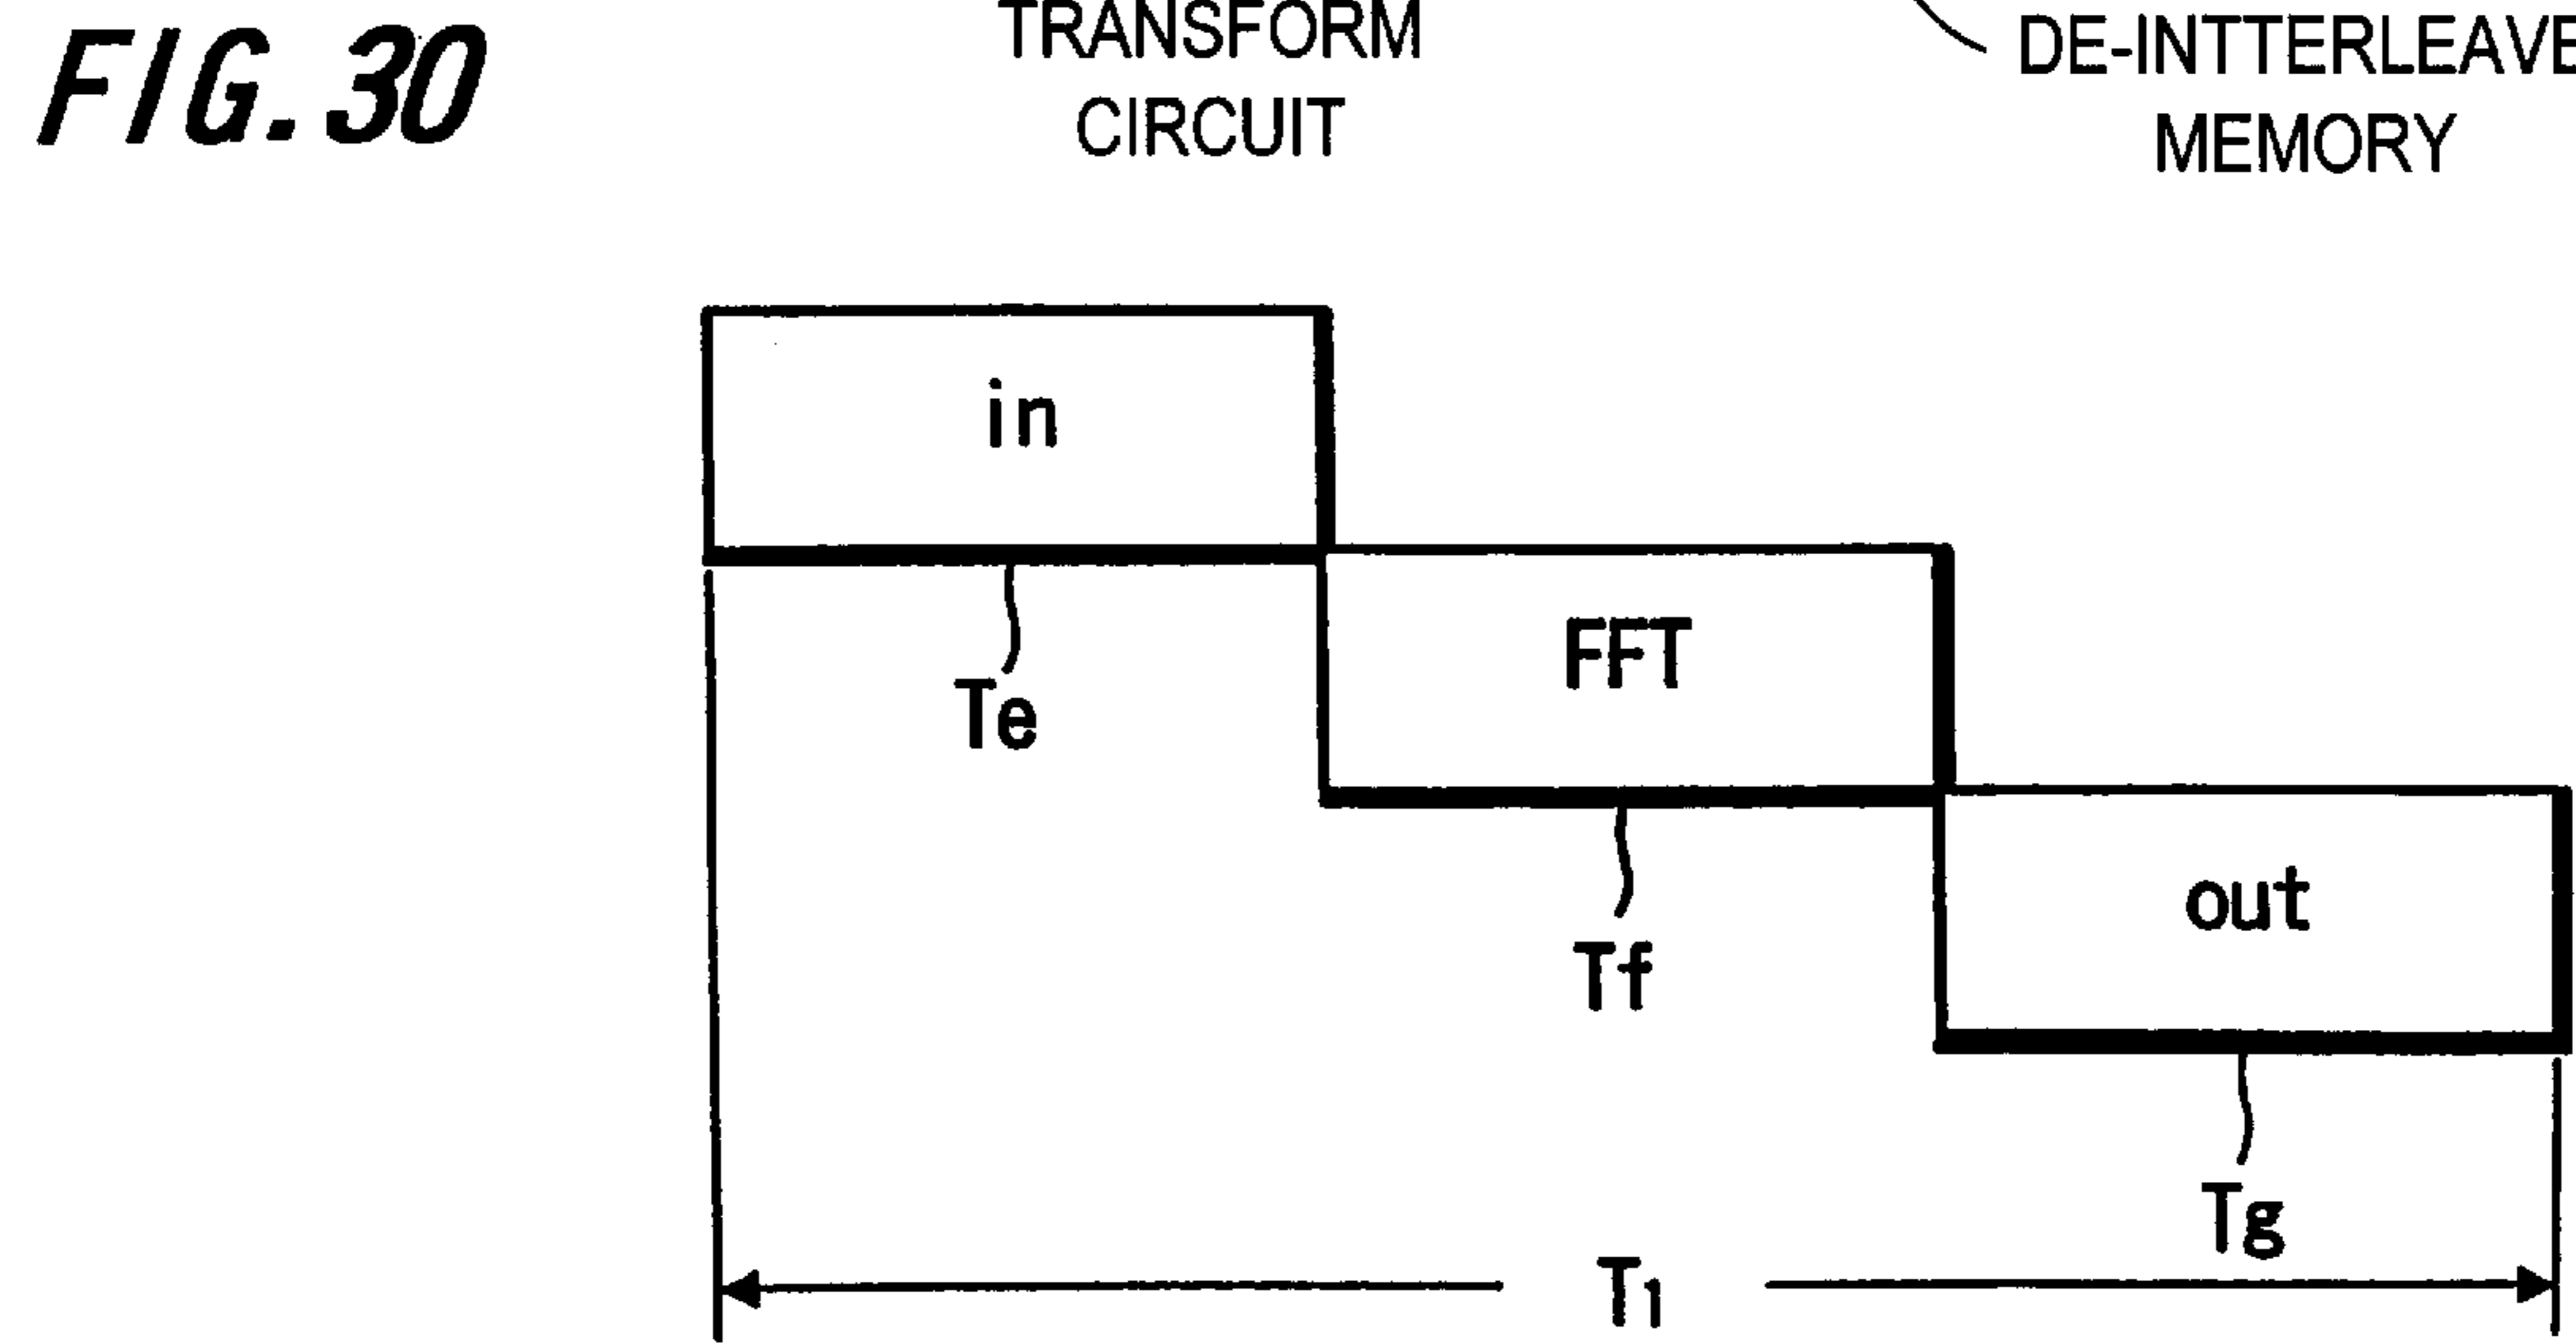 FIG. 30
TRANSFORM
CIRCUIT
DE-INTTERLEAVE
MEMORY
in
Te
FFT
Tf
out
Tg
T1